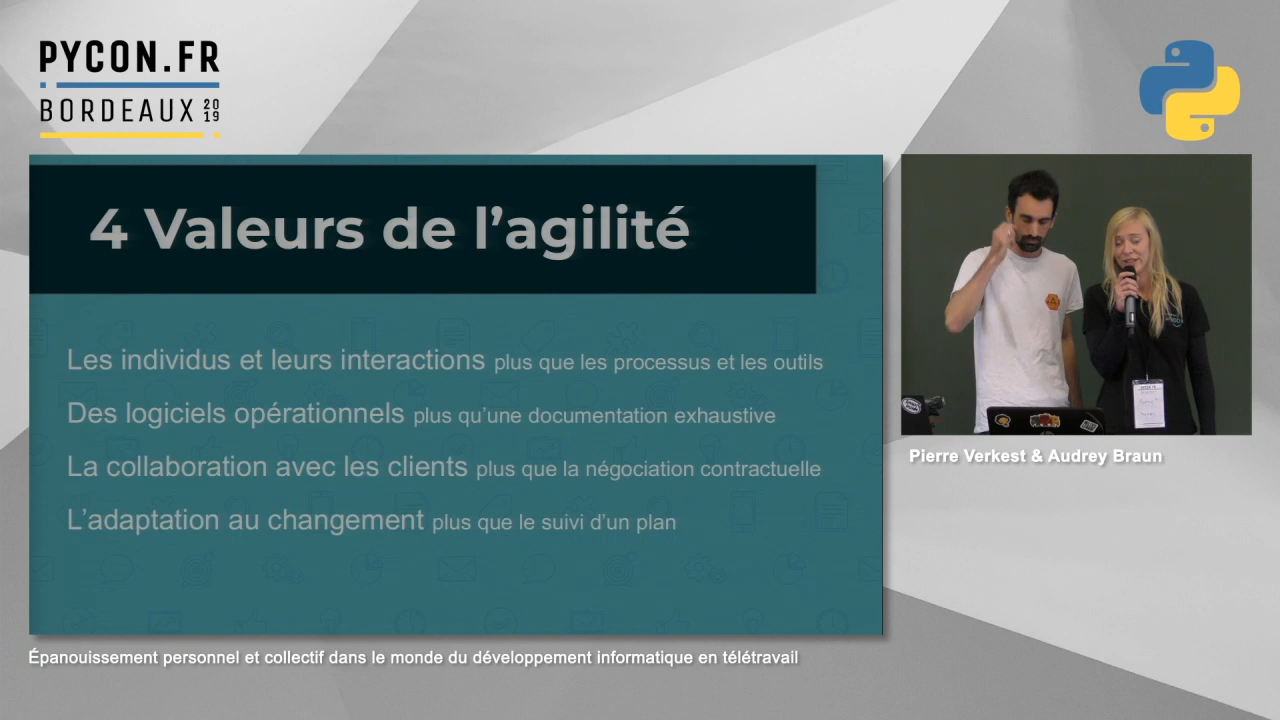 PYCON.FR
BORDEAUX 2019
4 Valeurs de l’agilité
Les individus et leurs interactions plus que les processus et les outils
Des logiciels opérationnels plus qu’une documentation exhaustive
La collaboration avec les clients plus que la négociation contractuelle
L’adaptation au changement plus que le suivi d’un plan
Pierre Verkest & Audrey Braun
Épanouissement personnel et collectif dans le monde du développement informatique en télétravail